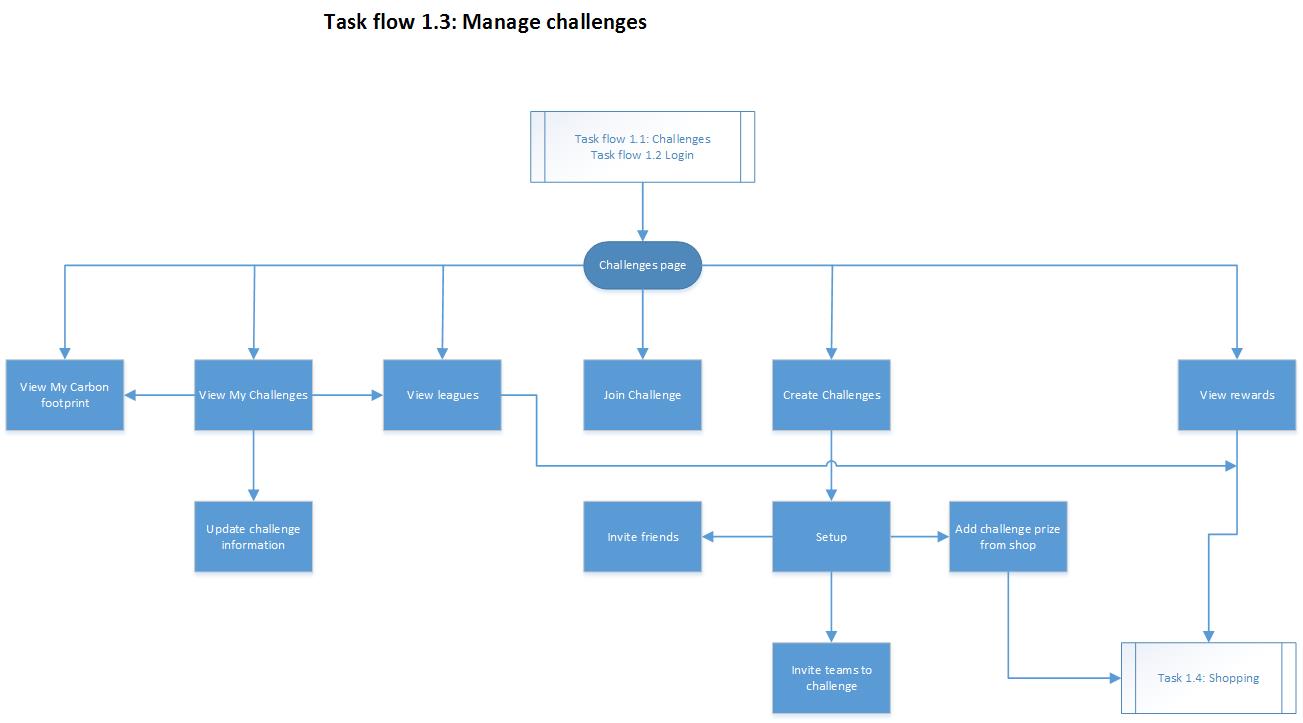 Task flow 1.3: Manage challenges
Task flow 1.1: Challenges
Task flow 1.2 Login
Challenges page
View My Carbon
footprint
View My Challenges
View leagues
Join Challenge
Create Challenges
View rewards
Update challenge
information
Invite friends
Setup
Add challenge prize
from shop
Invite teams to
challenge
Task 1.4: Shopping